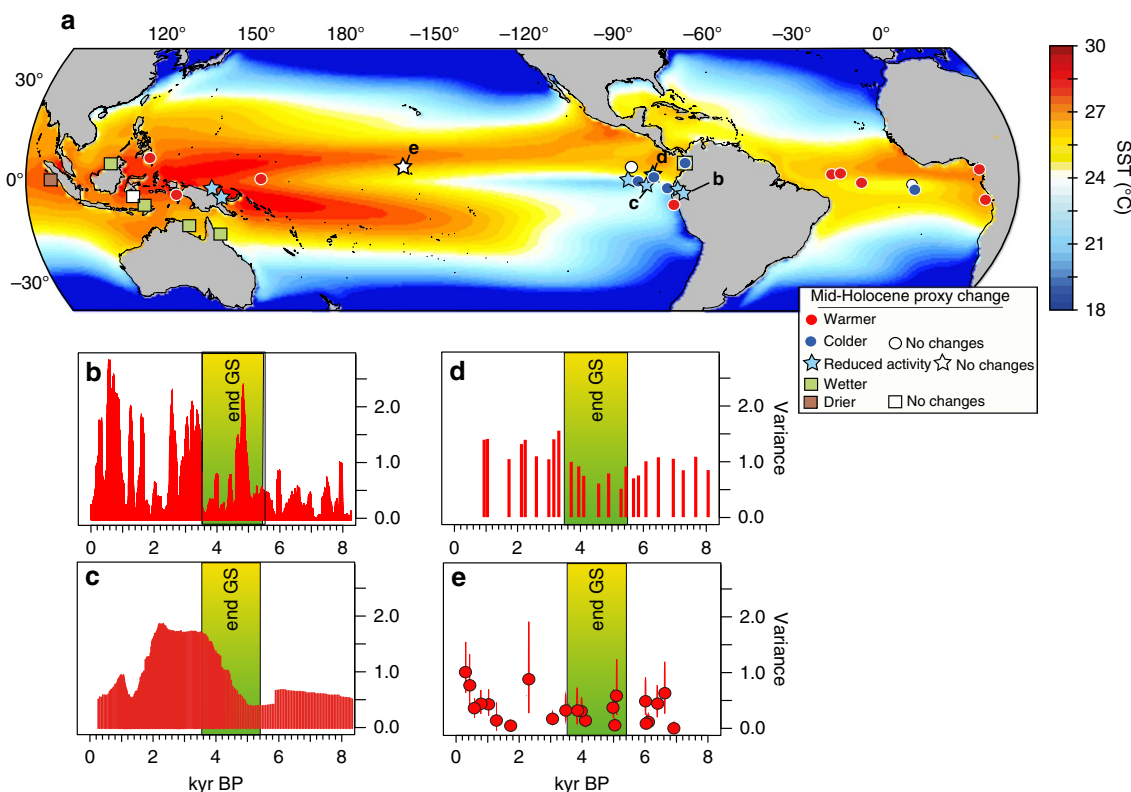 a
120° 150° 180° −150° −120° −90° −60° −30° 0°
30°
0°
−30°
e
d
c
b
30
27
24
21
18
SST (°C)
Mid-Holocene proxy change
Warmer
Colder No changes
Reduced activity No changes
Wetter
Drier No changes
b
end GS
2.0
1.0
0.0
0 2 4 6 8
d
end GS
2.0
1.0
0.0
Variance
0 2 4 6 8
c
end GS
2.0
1.0
0.0
0 2 4 6 8
kyr BP
e
end GS
2.0
1.0
0.0
Variance
0 2 4 6 8
kyr BP